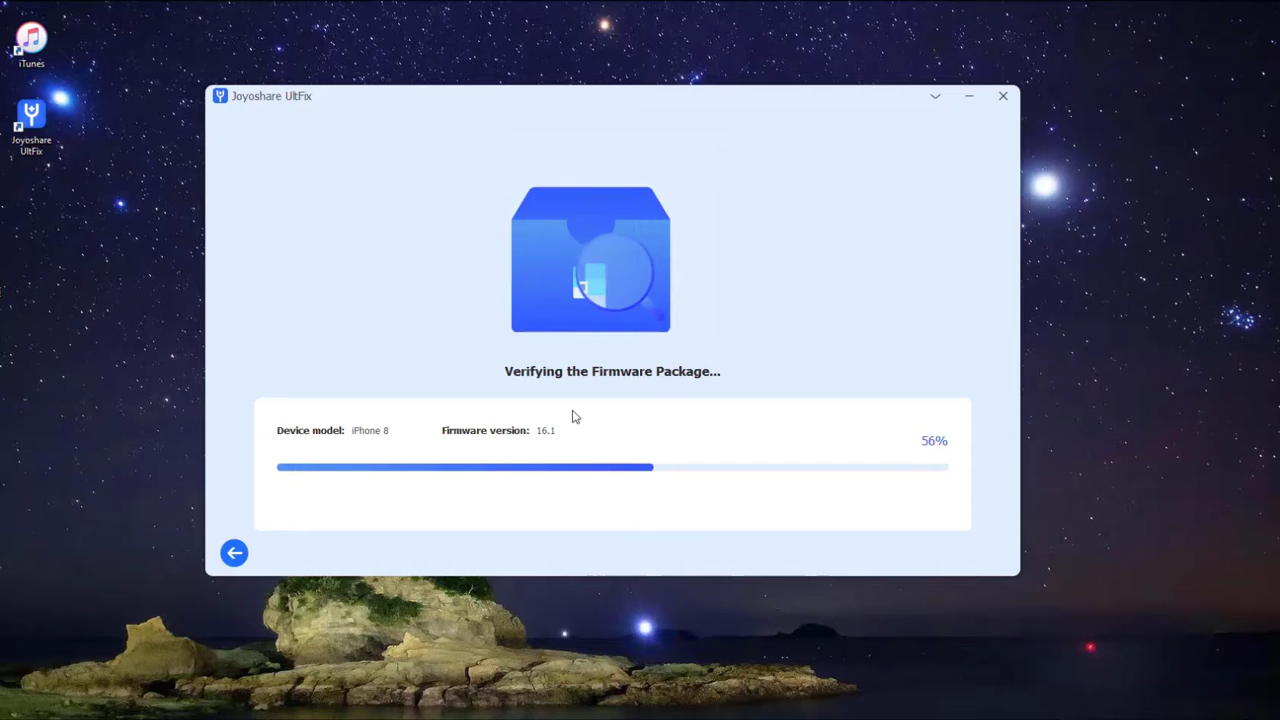 iTunes
Joyoshare
UltFix
Joyoshare UltFix
Verifying the Firmware Package...
Device model: iPhone 8 Firmware version: 16.1
56%